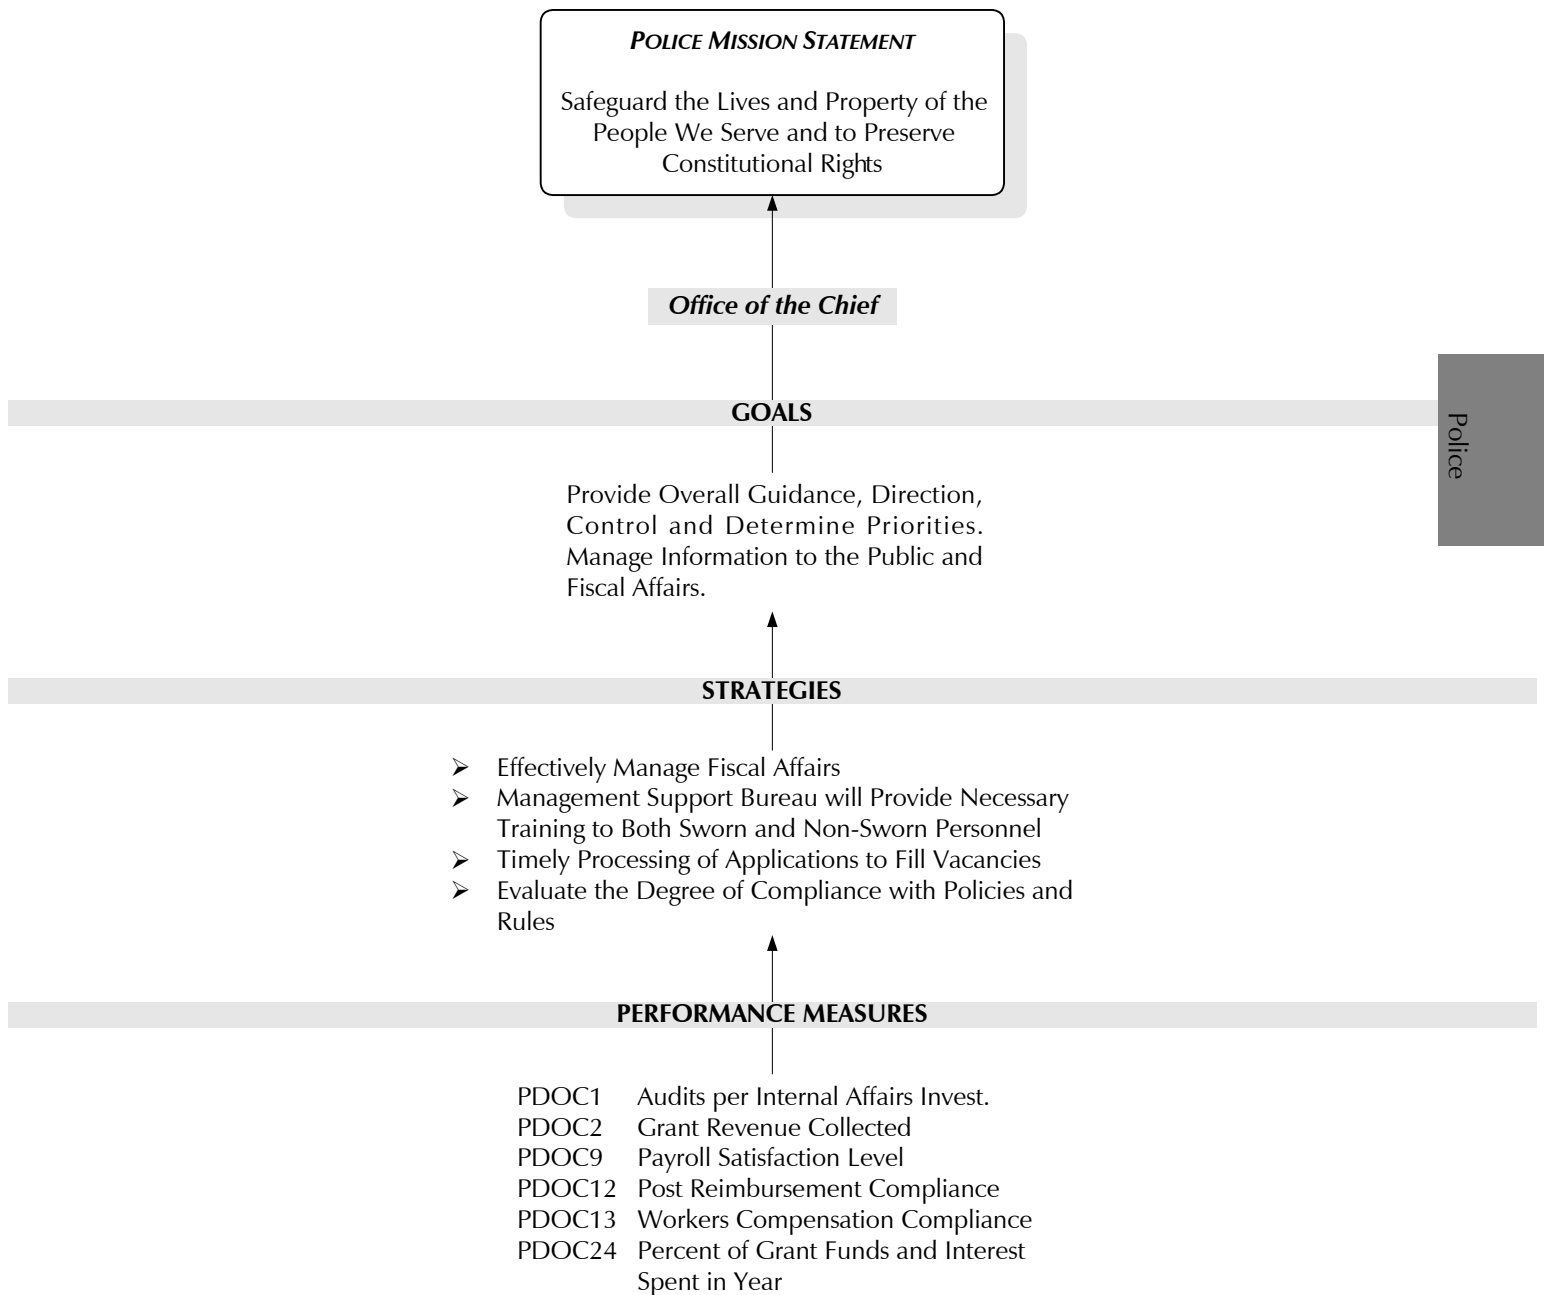 POLICE MISSION STATEMENT
Safeguard the Lives and Property of the
People We Serve and to Preserve
Constitutional Rights
Office of the Chief
GOALS
Police
Provide Overall Guidance, Direction,
Control and Determine Priorities.
Manage Information to the Public and
Fiscal Affairs.
STRATEGIES
➢ Effectively Manage Fiscal Affairs
➢ Management Support Bureau will Provide Necessary
Training to Both Sworn and Non-Sworn Personnel
➢ Timely Processing of Applications to Fill Vacancies
➢ Evaluate the Degree of Compliance with Policies and
Rules
PERFORMANCE MEASURES
PDOC1 Audits per Internal Affairs Invest.
PDOC2 Grant Revenue Collected
PDOC9 Payroll Satisfaction Level
PDOC12 Post Reimbursement Compliance
PDOC13 Workers Compensation Compliance
PDOC24 Percent of Grant Funds and Interest
Spent in Year